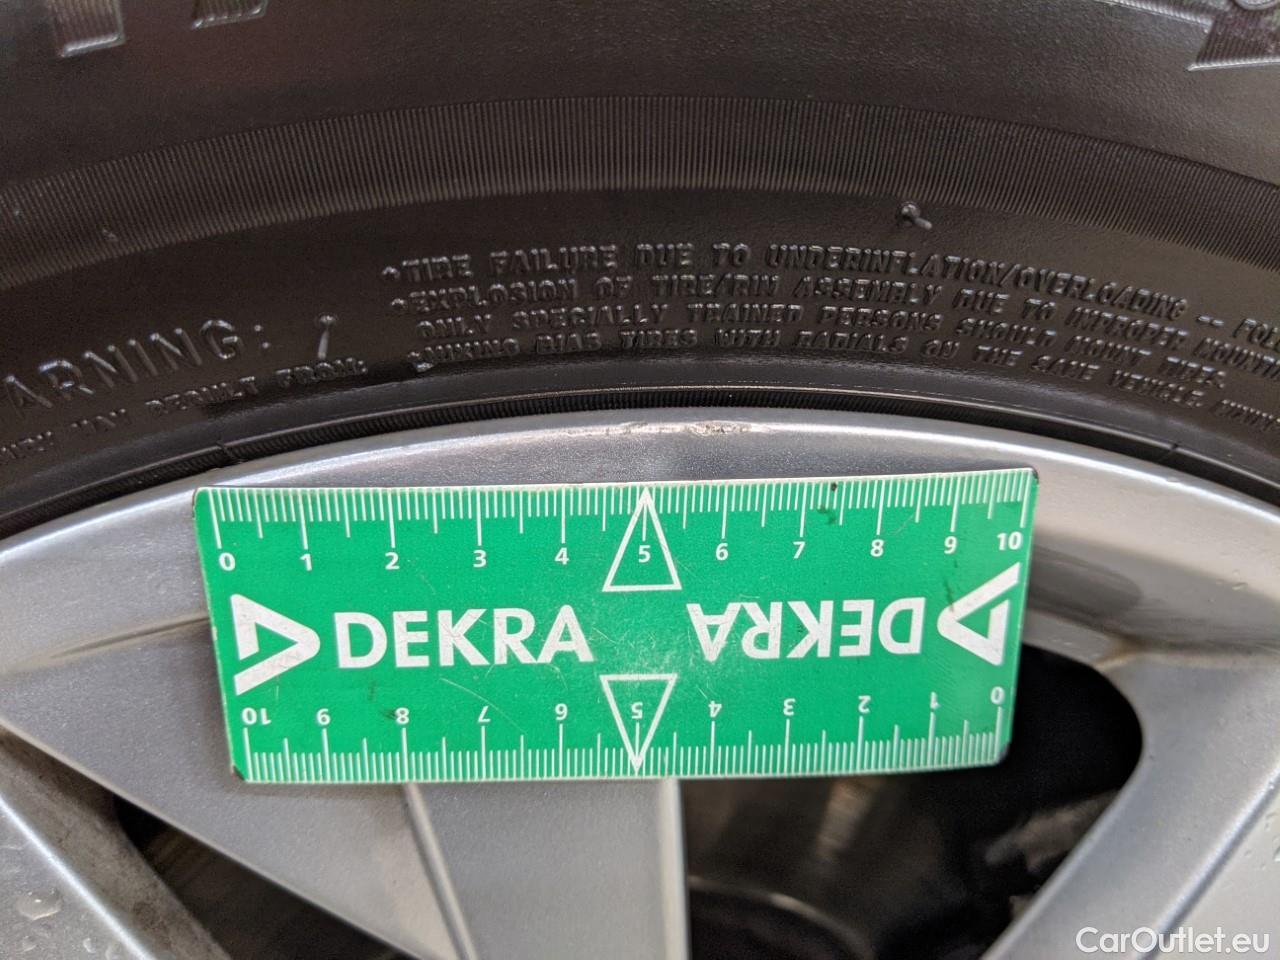 TIRE FAILURE DUE TO UNDERINFLATION/OVERLOADING --
EXPLOSION OF TIRE/RIM ASSEMBLY DUE TO IMPROPER
ONLY SPECIALLY TRAINED PERSONS SHOULD MOUNT TIRES.
MIXING BIAS TIRES WITH RADIALS ON THE SAME VEHICLE
ARNING:
RESULT FROM:
0 1 2 3 4 5 6 7 8 9 10
DEKRA DEKRA
10 9 8 7 6 5 4 3 2 1 0
CarOutlet.eu